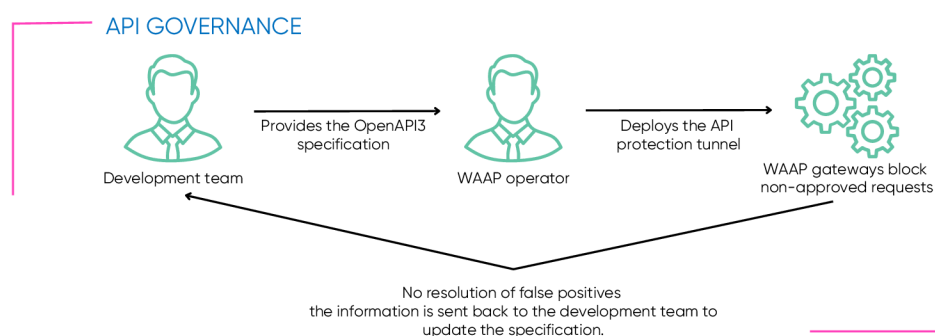 API GOVERNANCE
Provides the OpenAPI3
specification
Deploys the API
protection tunnel
Development team
WAAP operator
WAAP gateways block
non-approved requests
No resolution of false positives
the information is sent back to the development team to
update the specification.